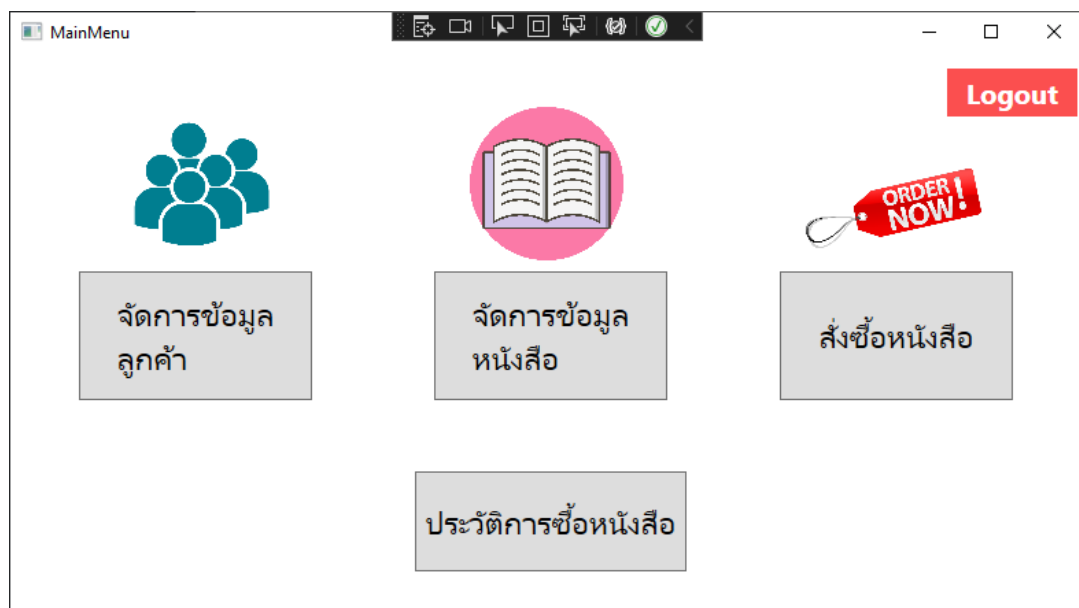 MainMenu
Logout
ORDER
NOW!
จัดการข้อมูล
ลูกค้า
จัดการข้อมูล
หนังสือ
สั่งซื้อหนังสือ
ประวัติการซื้อหนังสือ